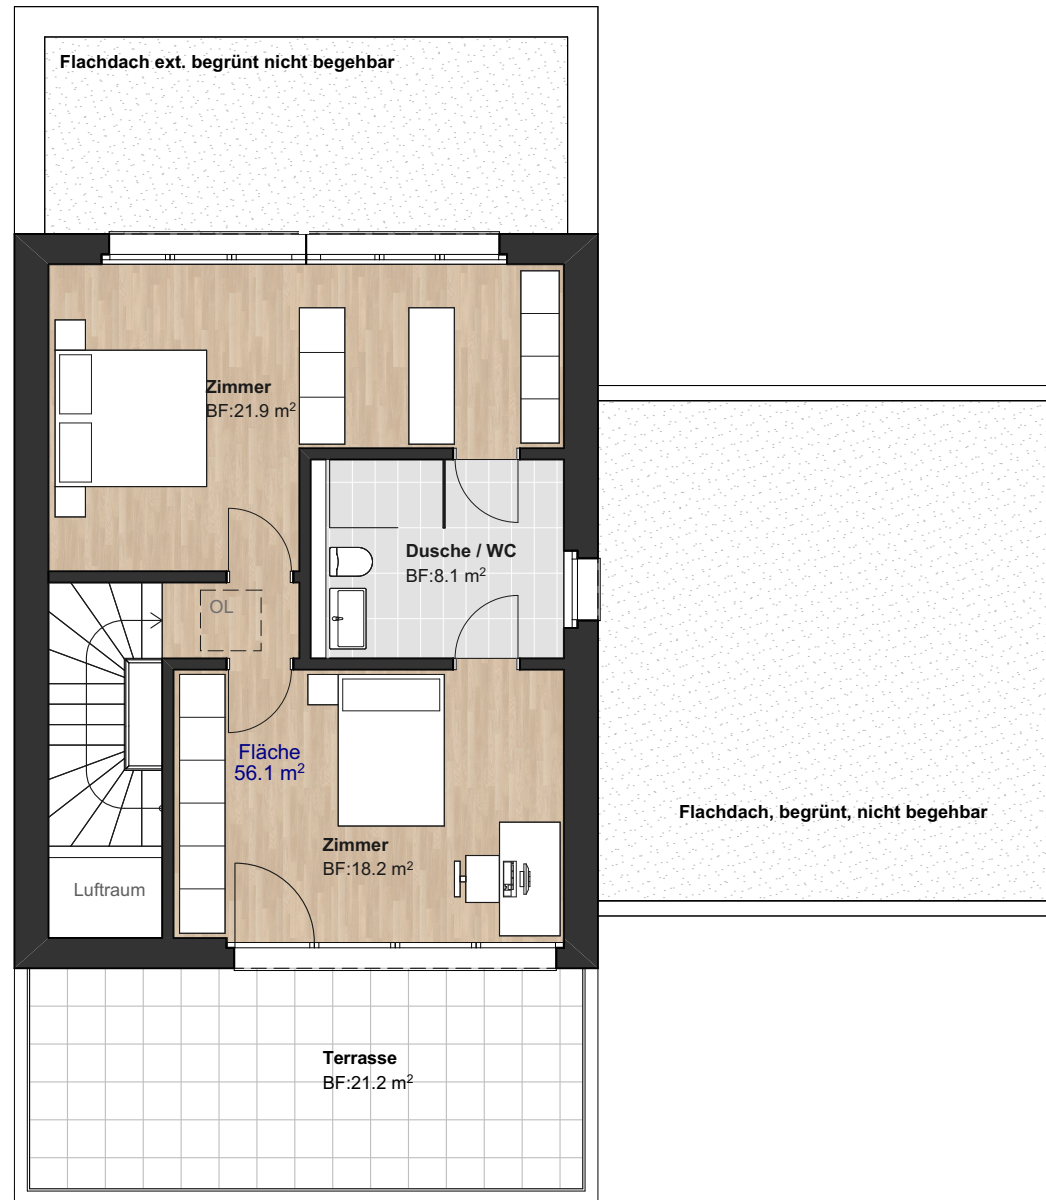 Flachdach ext. begrünt nicht begehbar
Zimmer
BF:21.9 m²
Dusche / WC
BF:8.1 m²
OL
Fläche
56.1 m²
Flachdach, begrünt, nicht begehbar
Zimmer
BF:18.2 m²
Luftraum
Terrasse
BF:21.2 m²